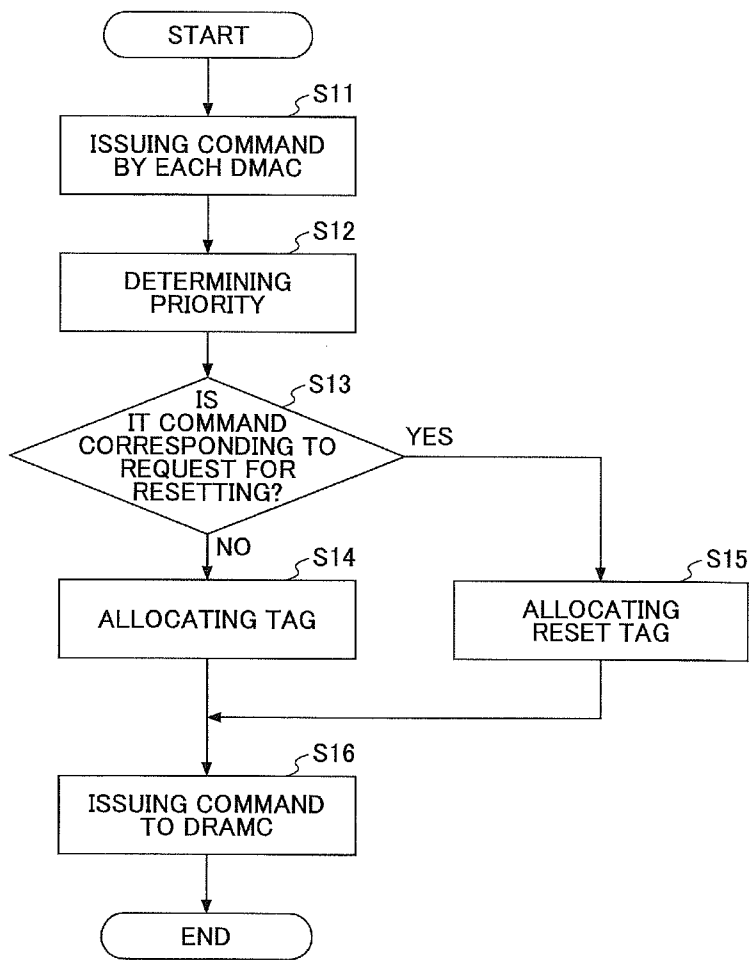 START
S11
ISSUING COMMAND
BY EACH DMAC
S12
DETERMINING
PRIORITY
S13
IS
IT COMMAND
CORRESPONDING TO
REQUEST FOR
RESETTING?
YES
NO
S14
ALLOCATING TAG
S15
ALLOCATING
RESET TAG
S16
ISSUING COMMAND
TO DRAMC
END